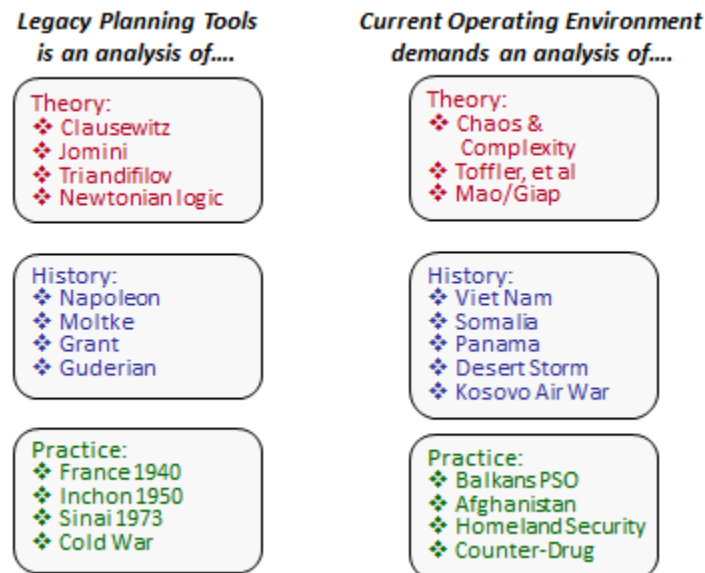 Legacy Planning Tools
is an analysis of....
Theory:
❖ Clausewitz
❖ Jomini
❖ Triandifilov
❖ Newtonian logic
History:
❖ Napoleon
❖ Moltke
❖ Grant
❖ Guderian
Practice:
❖ France 1940
❖ Inchon 1950
❖ Sinai 1973
❖ Cold War
Current Operating Environment
demands an analysis of....
Theory:
❖ Chaos &
Complexity
❖ Toffler, et al
❖ Mao/Giap
History:
❖ Viet Nam
❖ Somalia
❖ Panama
❖ Desert Storm
❖ Kosovo Air War
Practice:
❖ Balkans PSO
❖ Afghanistan
❖ Homeland Security
❖ Counter-Drug